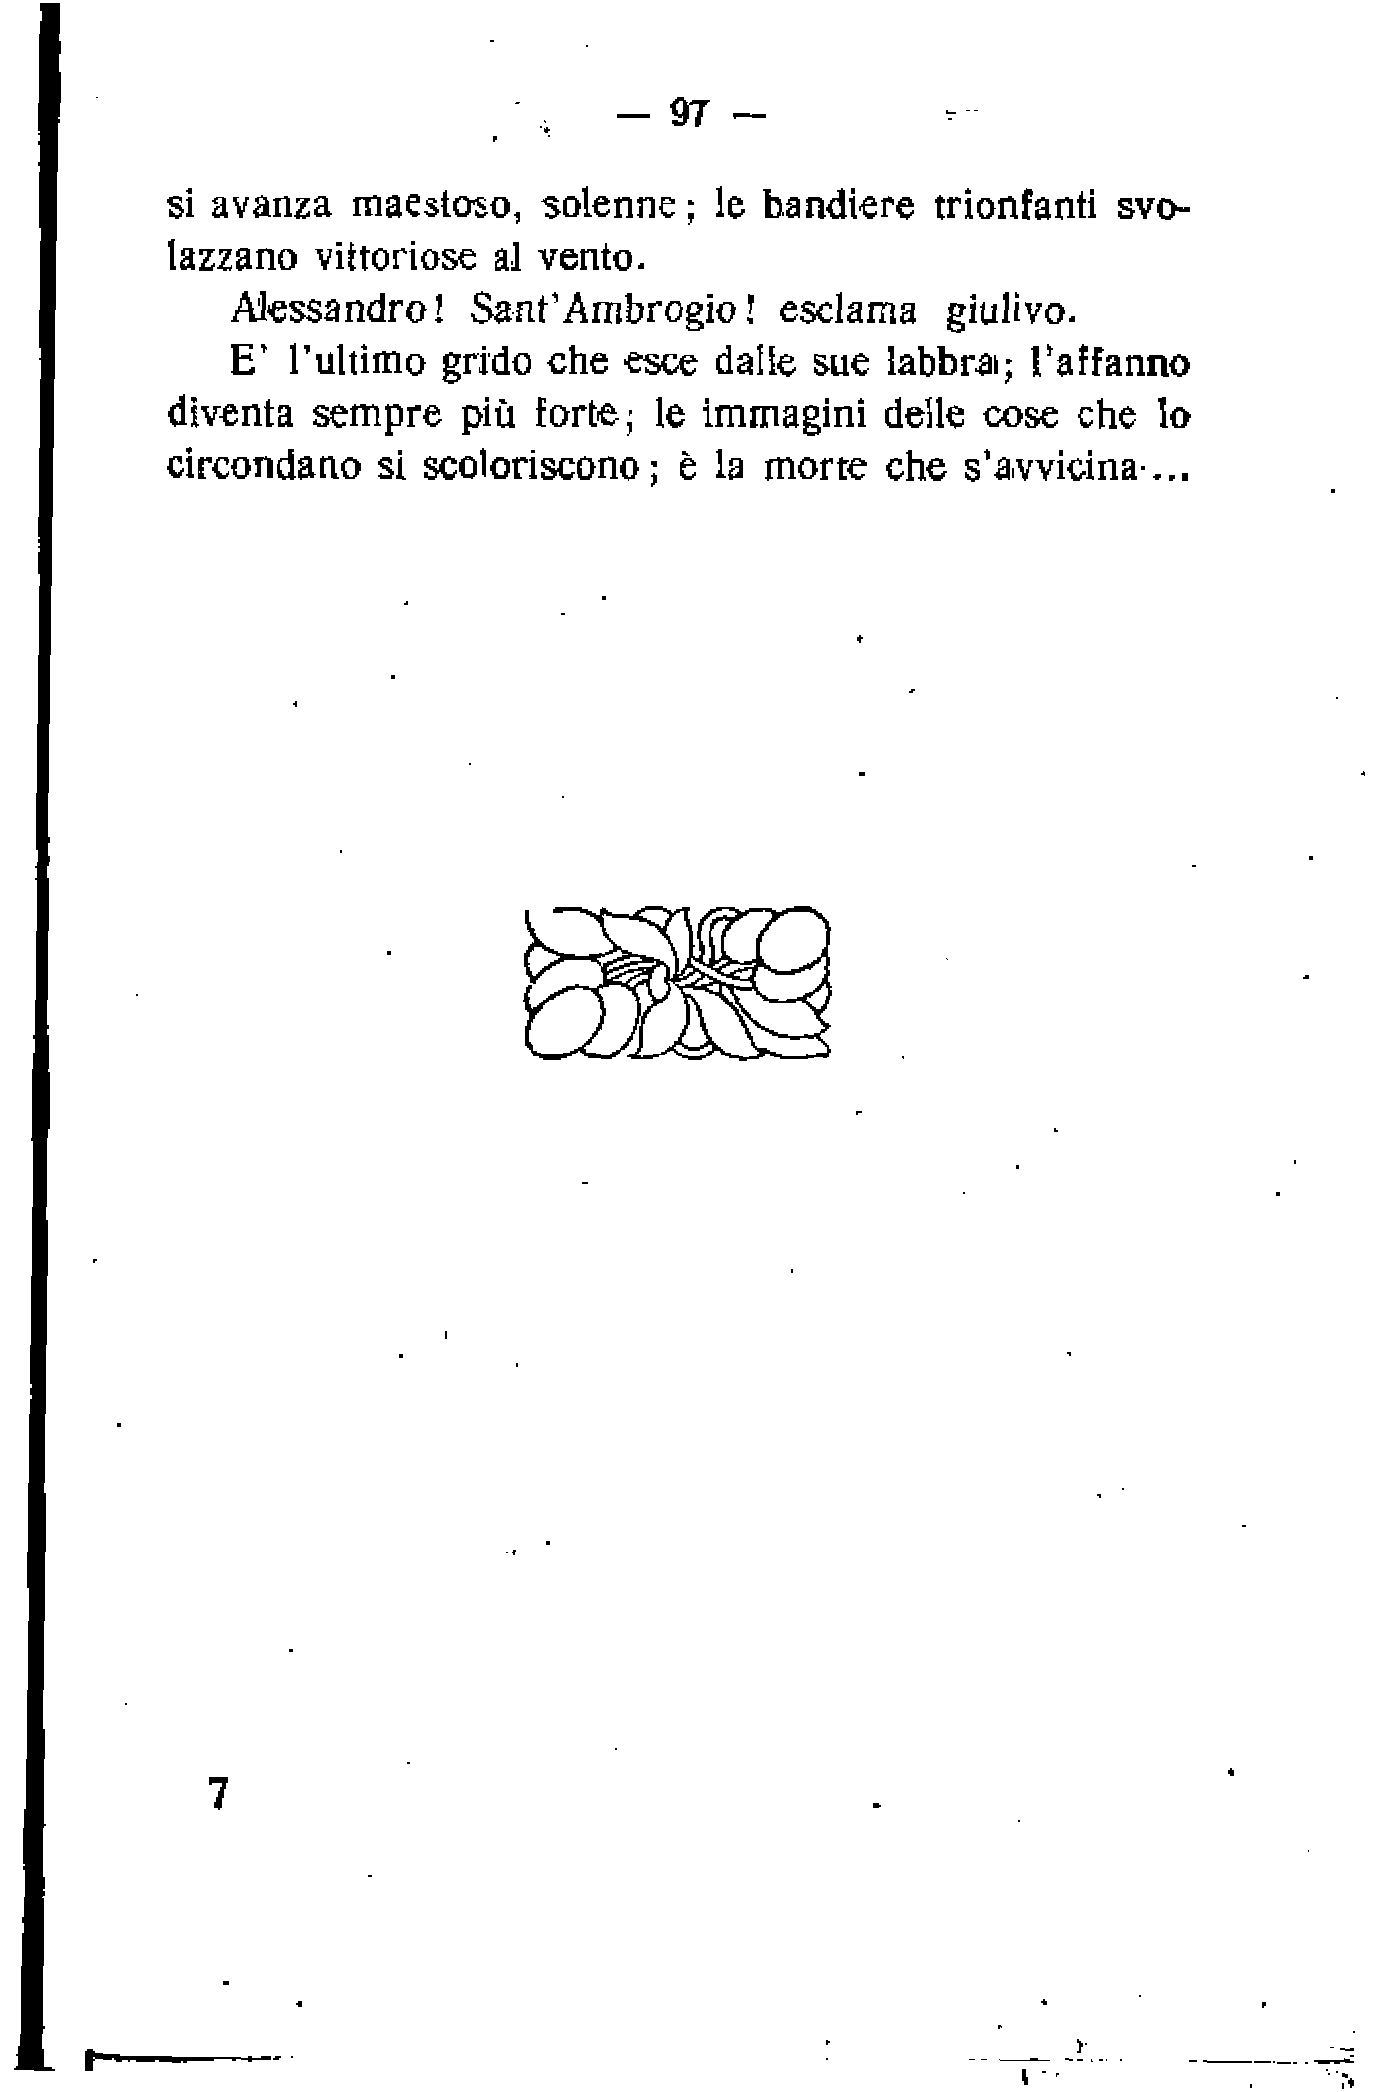 — 97 —
si avanza maestoso, solenne; le bandiere trionfanti svo-
lazzano vittoriose al vento.
Alessandro! Sant'Ambrogio! esclama giulivo.
E' l'ultimo grido che esce dalle sue labbra; l'affanno
diventa sempre più forte; le immagini delle cose che lo
circondano si scoloriscono; è la morte che s'avvicina...
7